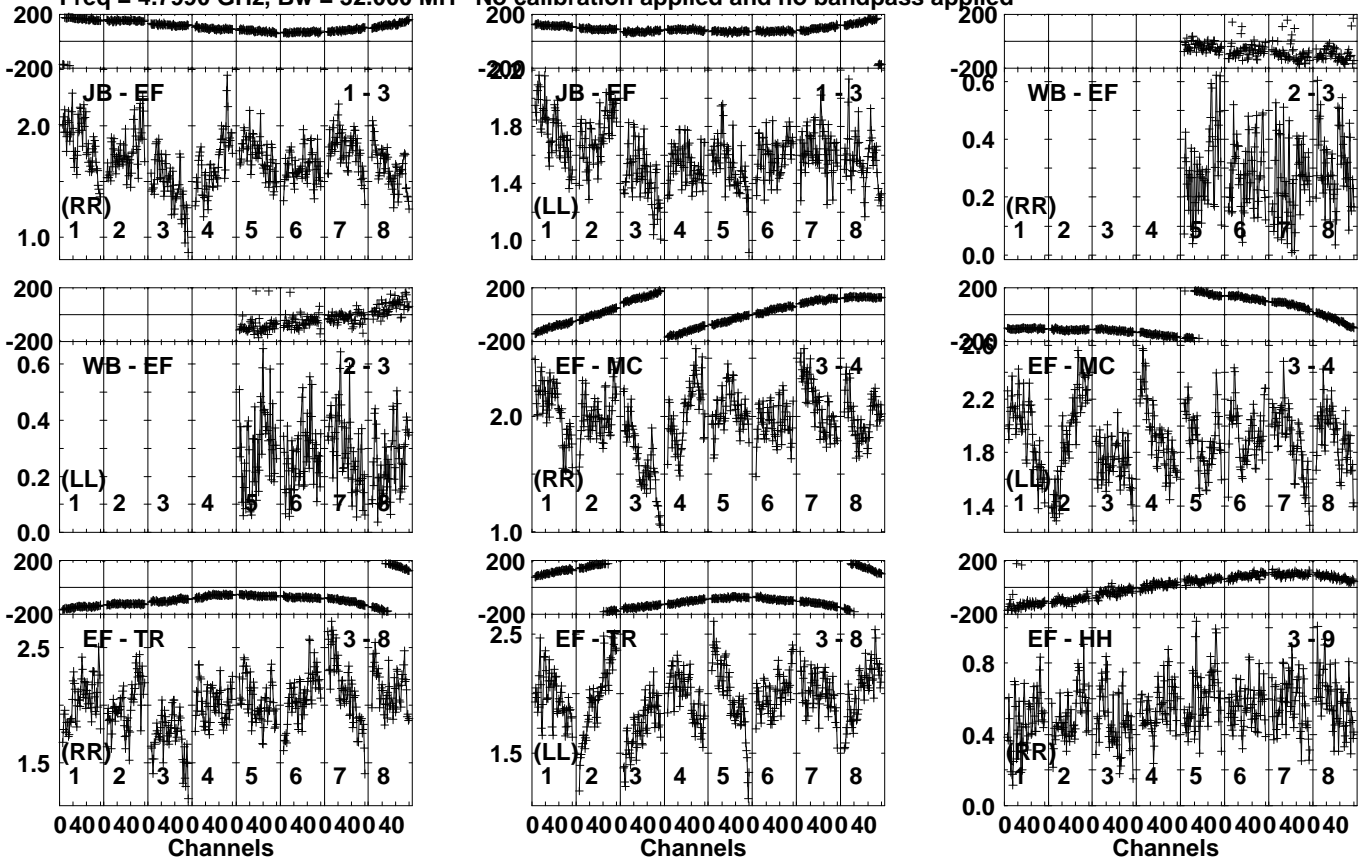 Freq = 4.7990 GHz, Bw = 32.000 MH No calibration applied and no bandpass applied
200 200 200
-200 -200 -200
JB - EF 1 - 3 JB - EF 1 - 3 WB - EF 2 - 3
2.2 0.6
2.0 1.8 0.4
1.4 0.2
(RR) (LL) (RR)
1 2 3 4 5 6 7 8 1 2 3 4 5 6 7 8 1 2 3 4 5 6 7 8
1.0 1.0 0.0
200 200 200
-200 -200 -200
WB - EF 2 - 3 EF - MC 3 - 4 EF - MC 3 - 4
0.6 2.6
0.4 2.0 2.2
0.2 1.8
(LL) (RR) (LL)
1 2 3 4 5 6 7 8 1 2 3 4 5 6 7 8 1 2 3 4 5 6 7 8
0.0 1.0 1.4
200 200 200
-200 -200 -200
EF - TR 3 - 8 EF - TR 3 - 8 EF - HH 3 - 9
2.5 2.5 0.8
1.5 1.5 0.4
(RR) (LL) (RR)
1 2 3 4 5 6 7 8 1 2 3 4 5 6 7 8 1 2 3 4 5 6 7 8
0.0
0 40 0 40 0 40 0 40 0 40 0 40 0 40 0 40 0 40 0 40 0 40 0 40 0 40 0 40 0 40 0 40 0 40 0 40 0 40 0 40 0 40 0 40 0 40 0 40
Channels Channels Channels